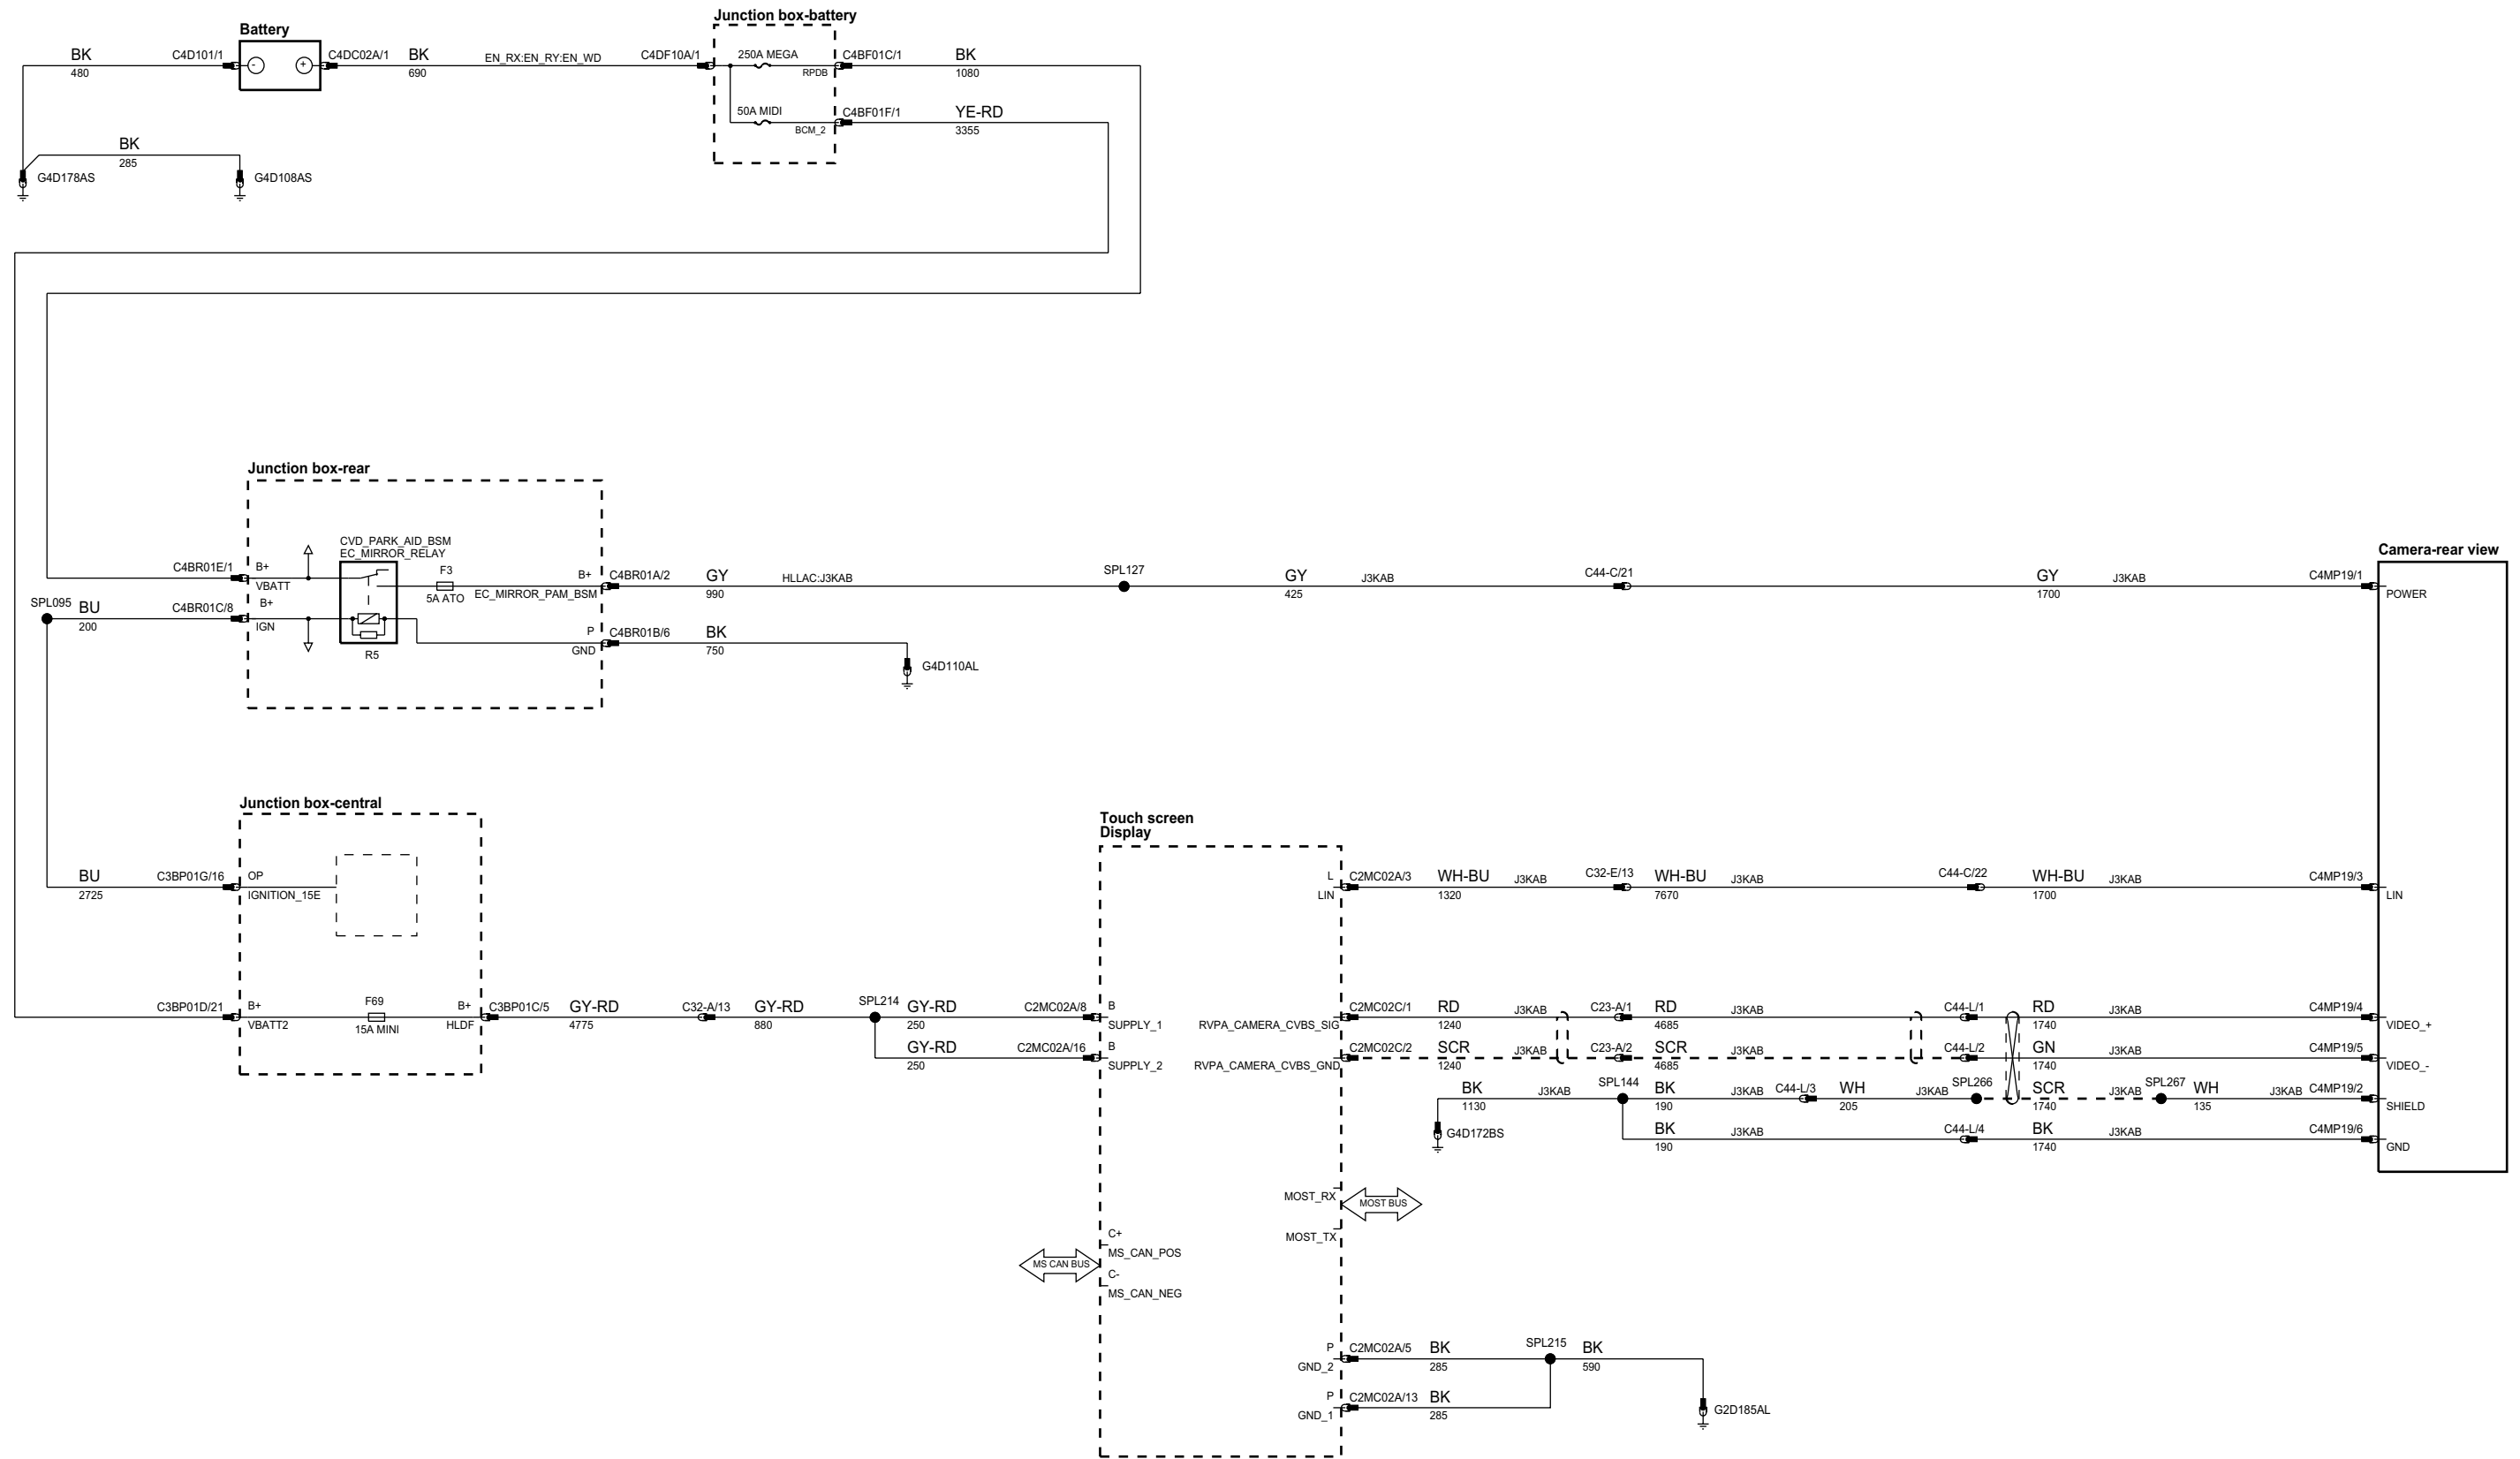 Junction box-battery
Battery
BK
480
C4D101/1
-
+
C4DC02A/1
BK
690
EN_RX:EN_RY:EN_WD
C4DF10A/1
250A MEGA
RPDB
C4BF01C/1
BK
1080
50A MIDI
BCM_2
C4BF01F/1
YE-RD
3355
BK
285
G4D178AS
G4D108AS
Junction box-rear
CVD_PARK_AID_BSM
EC_MIRROR_RELAY
C4BR01E/1
B+
VBATT
F3
5A ATO
B+
EC_MIRROR_PAM_BSM
C4BR01A/2
GY
990
HLLAC:J3KAB
SPL127
GY
425
J3KAB
C44-C/21
GY
1700
J3KAB
C4MP19/1
Camera-rear view
POWER
SPL095
BU
200
C4BR01C/8
B+
IGN
R5
P
GND
C4BR01B/6
BK
750
G4D110AL
Junction box-central
BU
2725
C3BP01G/16
OP
IGNITION_15E
Touch screen
Display
L
LIN
C2MC02A/3
WH-BU
1320
J3KAB
C32-E/13
WH-BU
7670
J3KAB
C44-C/22
WH-BU
1700
J3KAB
C4MP19/3
LIN
C3BP01D/21
B+
VBATT2
F69
15A MINI
B+
HLDF
C3BP01C/5
GY-RD
4775
C32-A/13
GY-RD
880
SPL214
GY-RD
250
C2MC02A/8
B
SUPPLY_1
GY-RD
250
C2MC02A/16
B
SUPPLY_2
RVPA_CAMERA_CVBS_SIG
C2MC02C/1
RD
1240
J3KAB
C23-A/1
RD
4685
J3KAB
C44-L/1
RD
1740
J3KAB
C4MP19/4
VIDEO_+
RVPA_CAMERA_CVBS_GND
C2MC02C/2
SCR
1240
J3KAB
C23-A/2
SCR
4685
J3KAB
C44-L/2
GN
1740
J3KAB
C4MP19/5
VIDEO_-
BK
1130
J3KAB
SPL144
BK
190
J3KAB
C44-L/3
WH
205
J3KAB
SPL266
SCR
1740
J3KAB
SPL267
WH
135
J3KAB
C4MP19/2
SHIELD
G4D172BS
BK
190
J3KAB
C44-L/4
BK
1740
J3KAB
C4MP19/6
GND
MOST_RX
MOST BUS
MOST_TX
C+
MS_CAN_POS
MS CAN BUS
C-
MS_CAN_NEG
P
GND_2
C2MC02A/5
BK
285
SPL215
BK
590
P
GND_1
C2MC02A/13
BK
285
G2D185AL